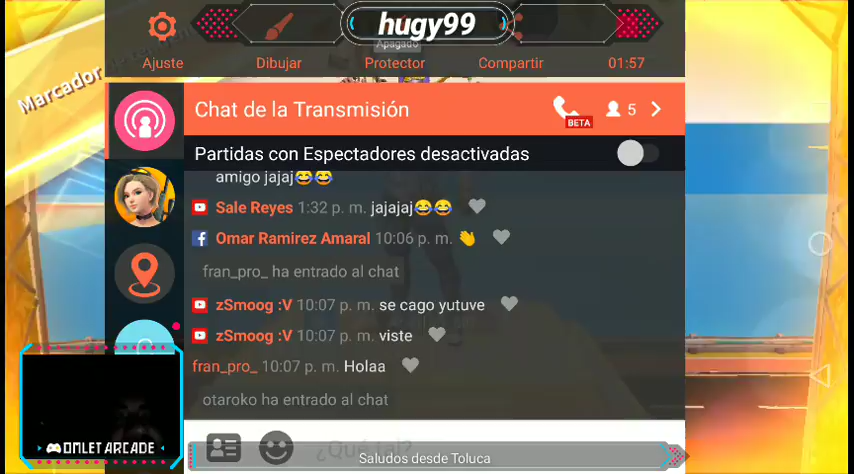 hugy99
Apagado
Ajuste
Dibujar
Protector
Compartir
01:57
Marcador
Chat de la Transmisión
BETA
5
Partidas con Espectadores desactivadas
amigo jajaj😂😂
Sale Reyes 1:32 p. m. jajajaj😂😂
Omar Ramirez Amaral 10:06 p. m. 👏
fran_pro_ ha entrado al chat
zSmoog :V 10:07 p. m. se cago yutuve
zSmoog :V 10:07 p. m. viste
fran_pro_ 10:07 p. m. Holaa
otaroko ha entrado al chat
OMLET ARCADE
¿Qué tal?
Saludos desde Toluca